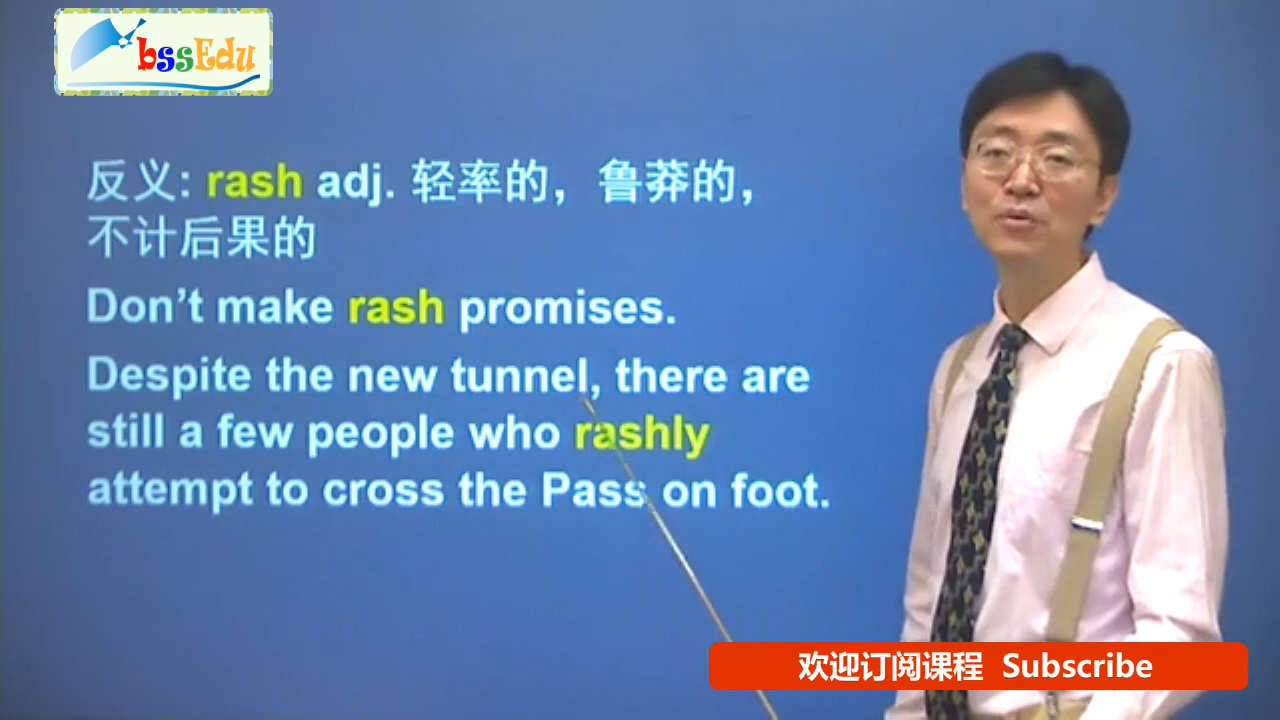 bssEdu
反义: rash adj. 轻率的，鲁莽的，
不计后果的
Don't make rash promises.
Despite the new tunnel, there are
still a few people who rashly
attempt to cross the Pass on foot.
欢迎订阅课程 Subscribe